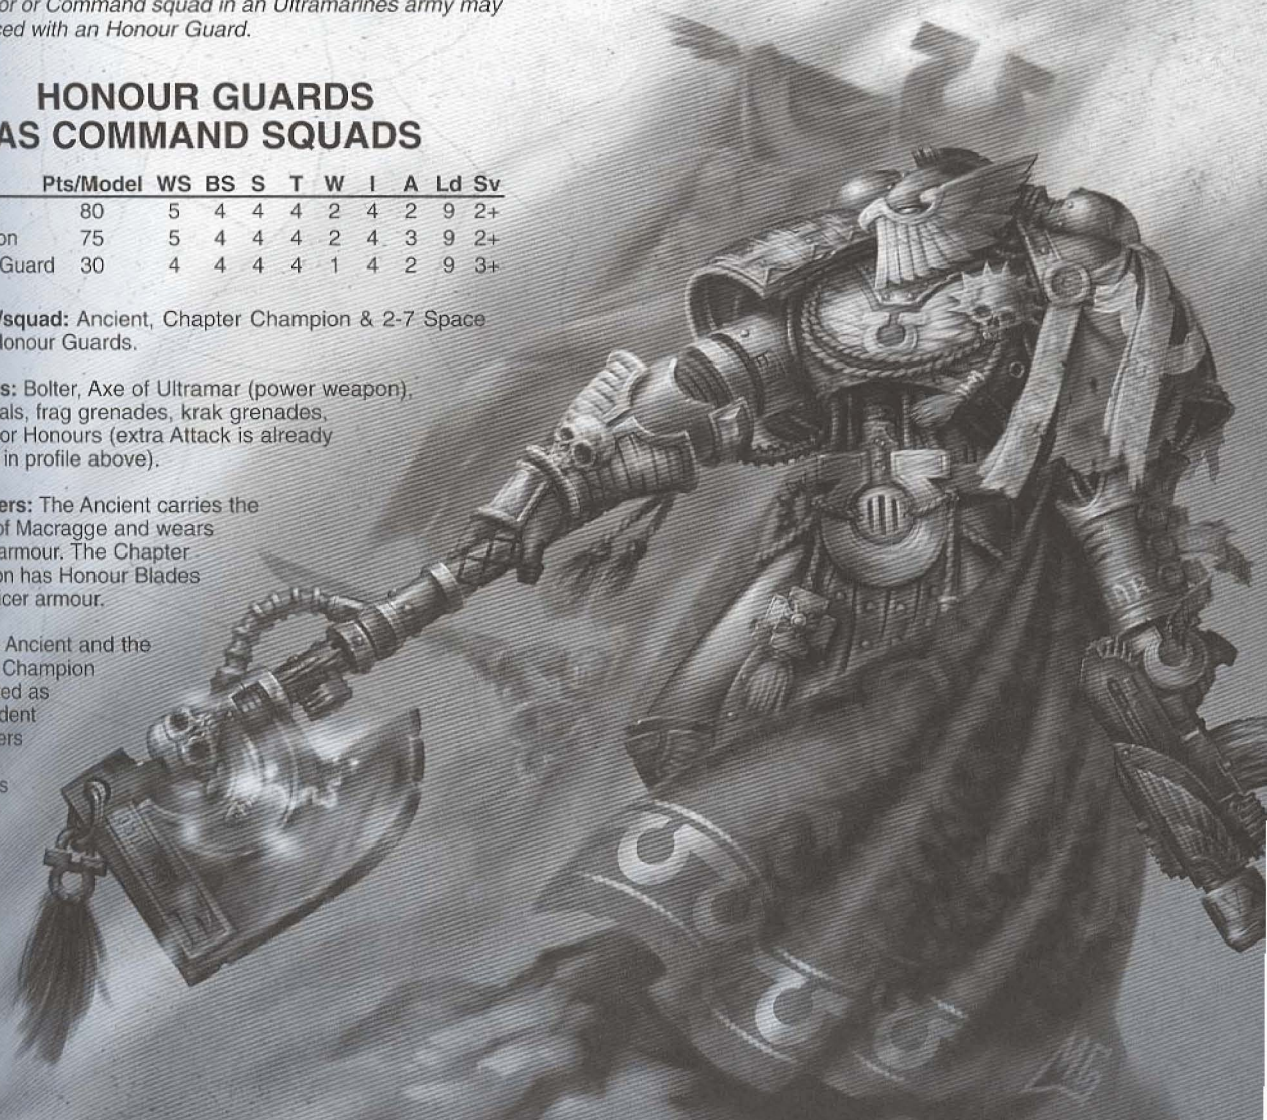 or or Command squad in an Ultramarines army may
ced with an Honour Guard.
HONOUR GUARDS
AS COMMAND SQUADS
Pts/Model WS BS S T W I A Ld Sv
80 5 4 4 4 2 4 2 9 2+
on 75 5 4 4 4 2 4 3 9 2+
Guard 30 4 4 4 4 1 4 2 9 3+
/squad: Ancient, Chapter Champion & 2-7 Space
Honour Guards.
s: Bolter, Axe of Ultramar (power weapon),
als, frag grenades, krak grenades,
or Honours (extra Attack is already
in profile above).
ers: The Ancient carries the
of Macragge and wears
armour. The Chapter
on has Honour Blades
icer armour.
Ancient and the
Champion
ed as
dent
ers
s